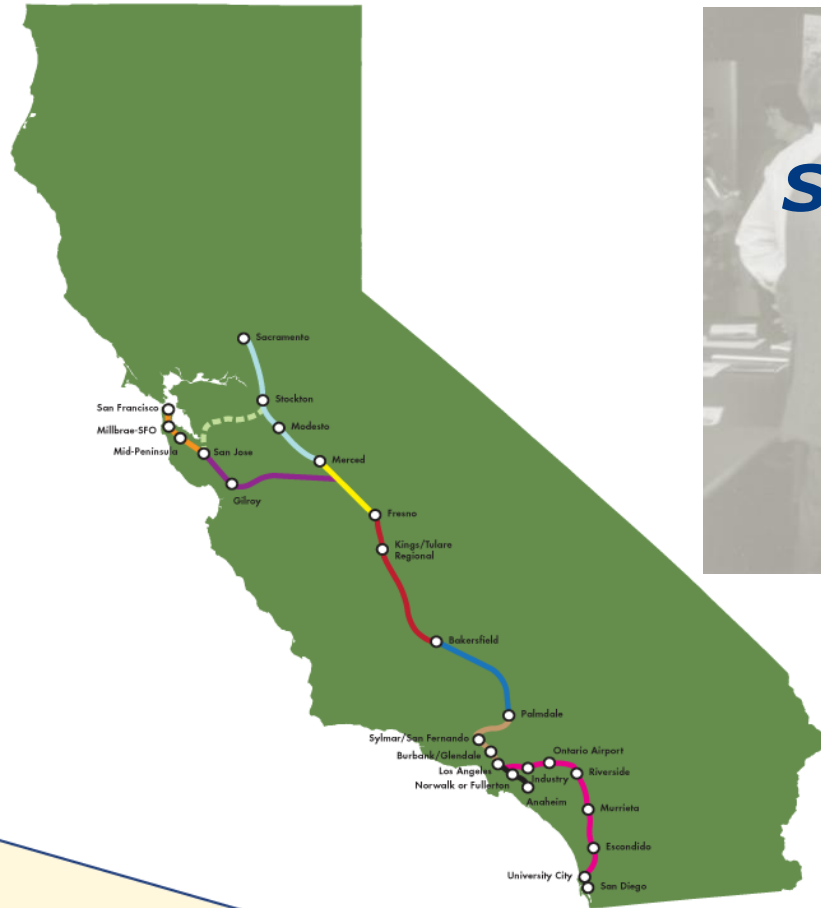 S
Sacramento
Stockton
San Francisco
Modesto
Millbrae-SFO
Mid-Peninsula
San Jose
Merced
Gilroy
Fresno
Kings/Tulare
Regional
Bakersfield
Palmdale
Sylmar/San Fernando
Ontario Airport
Burbank/Glendale
Los Angeles
Riverside
Industry
Norwalk or Fullerton
Anaheim
Murrieta
Escondido
University City
San Diego